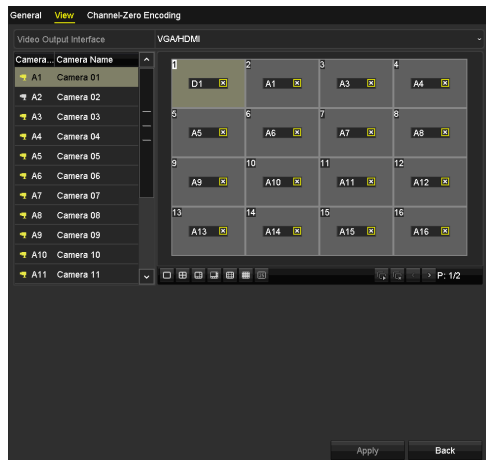 General View Channel-Zero Encoding
Video Output Interface VGA/HDMI
Camera... Camera Name
A1 Camera 01
A2 Camera 02
A3 Camera 03
A4 Camera 04
A5 Camera 05
A6 Camera 06
A7 Camera 07
A8 Camera 08
A9 Camera 09
A10 Camera 10
A11 Camera 11
1 2 3 4
D1 A1 A3 A4
5 6 7 8
A5 A6 A7 A8
9 10 11 12
A9 A10 A11 A12
13 14 15 16
A13 A14 A15 A16
P: 1/2
Apply Back